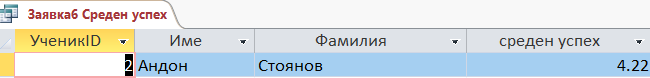 Заявка6 Среден успех
УченикID Име Фамилия среден успех
2 Андон Стоянов 4.22